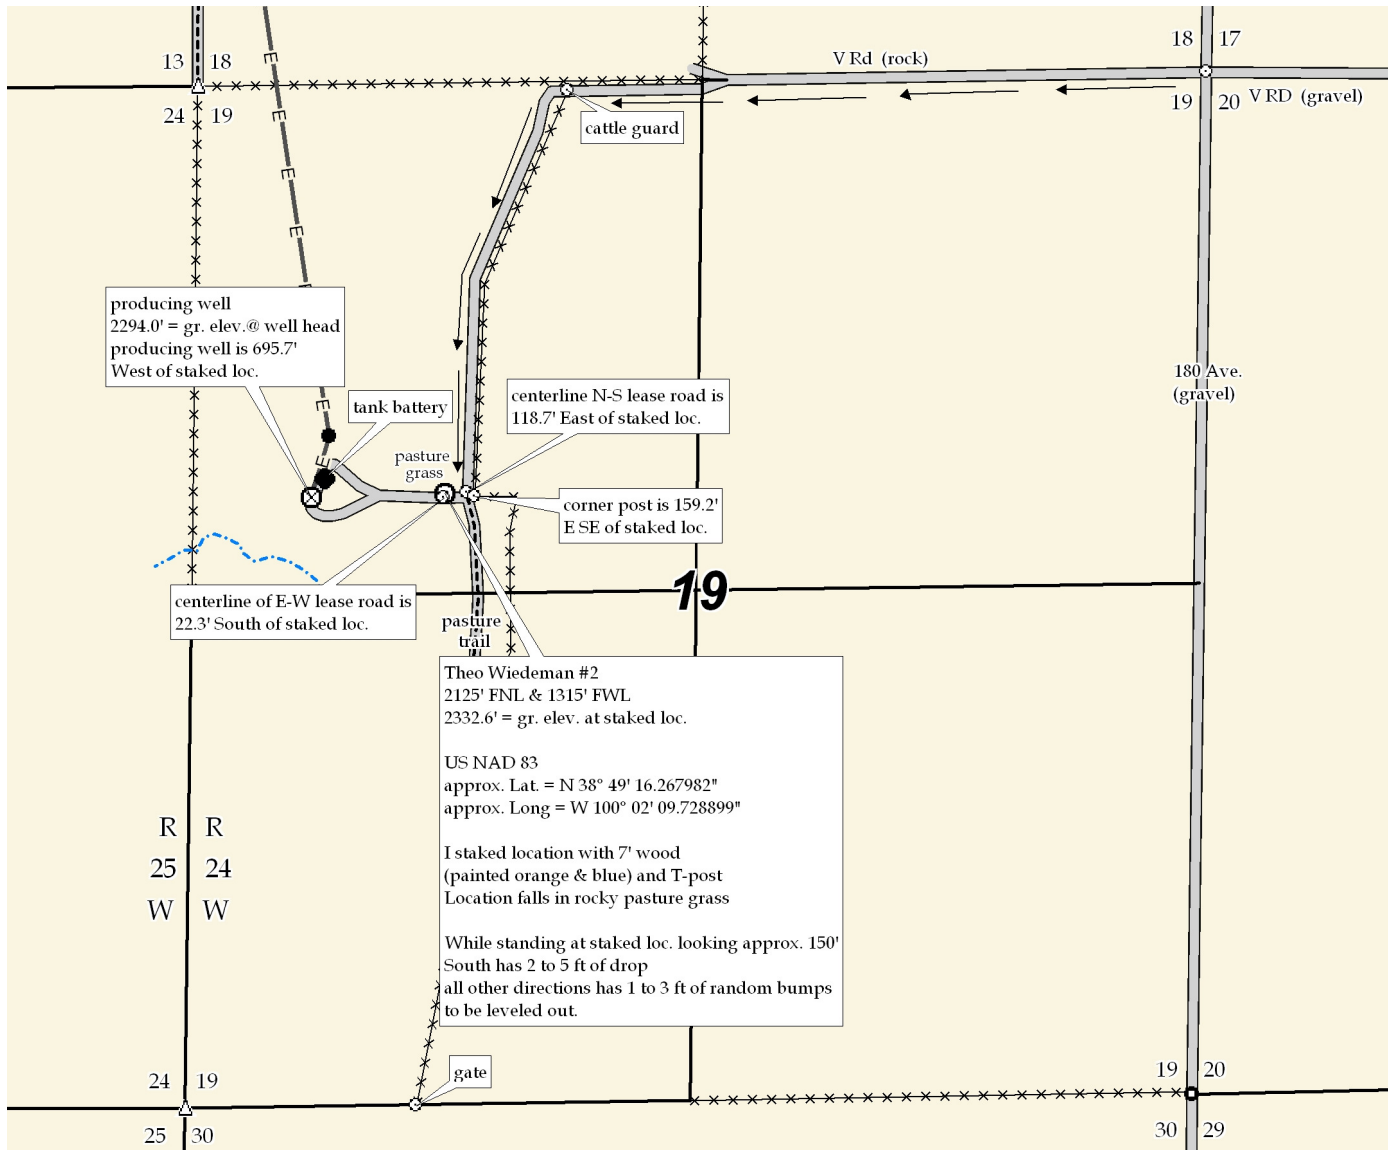 18 17
V Rd (rock)
13 18
V RD (gravel)
19 20
24 19
cattle guard
E
E
E
producing well
2294.0' = gr. elev.@ well head
producing well is 695.7'
West of staked loc.
180 Ave.
(gravel)
centerline N-S lease road is
118.7' East of staked loc.
tank battery
E
pasture
grass
E
corner post is 159.2'
E SE of staked loc.
19
centerline of E-W lease road is
22.3' South of staked loc.
pasture
trail
Theo Wiedeman #2
2125' FNL & 1315' FWL
2332.6' = gr. elev. at staked loc.
US NAD 83
approx. Lat. = N 38° 49' 16.267982"
approx. Long = W 100° 02' 09.728899"
I staked location with 7' wood
(painted orange & blue) and T-post
Location falls in rocky pasture grass
While standing at staked loc. looking approx. 150'
South has 2 to 5 ft of drop
all other directions has 1 to 3 ft of random bumps
to be leveled out.
R R
25 24
W W
gate
24 19
19 20
25 30
30 29